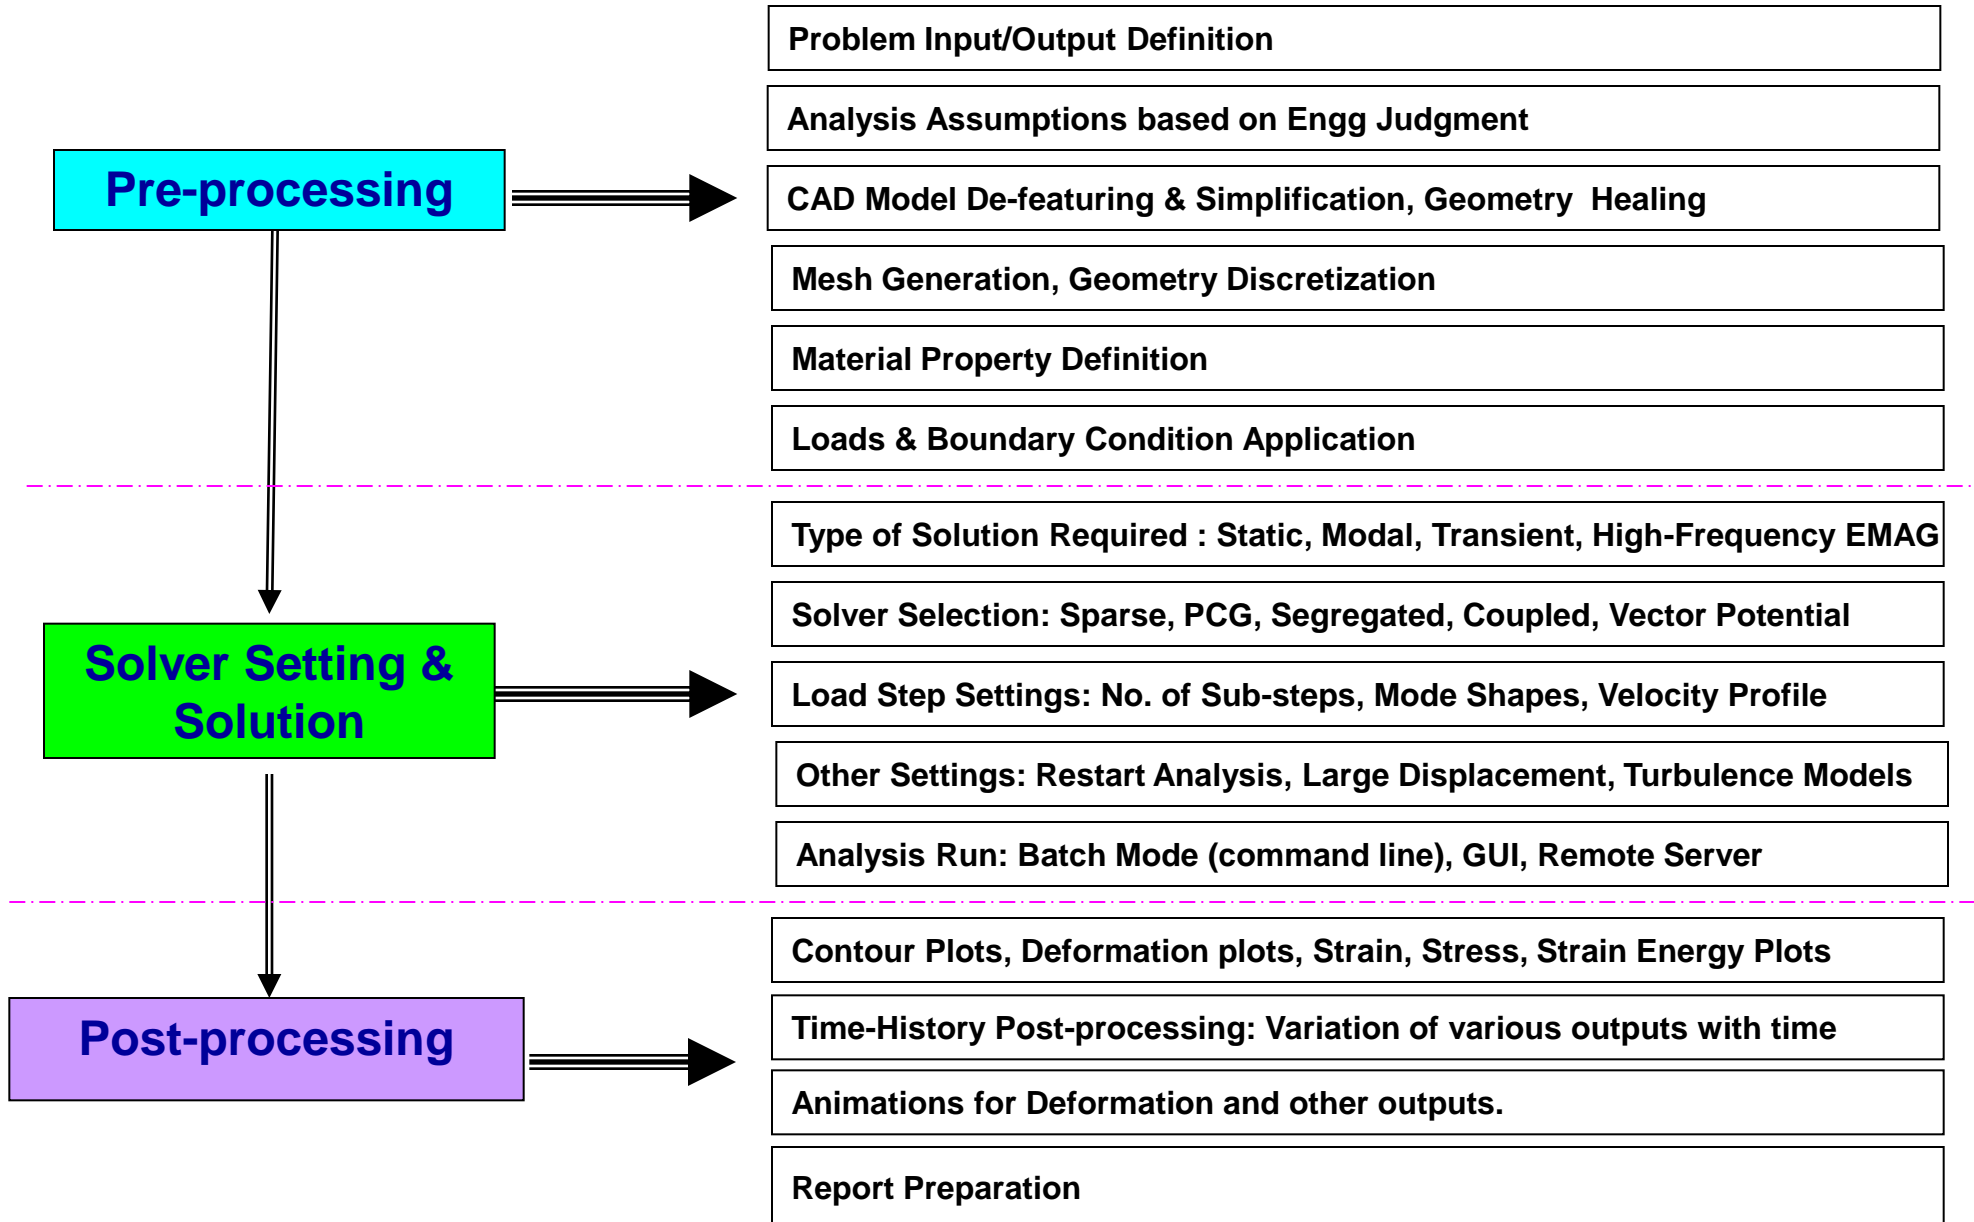 Problem Input/Output Definition
Analysis Assumptions based on Engg Judgment
Pre-processing
CAD Model De-featuring & Simplification, Geometry Healing
Mesh Generation, Geometry Discretization
Material Property Definition
Loads & Boundary Condition Application
Type of Solution Required : Static, Modal, Transient, High-Frequency EMAG
Solver Selection: Sparse, PCG, Segregated, Coupled, Vector Potential
Solver Setting &
Solution
Load Step Settings: No. of Sub-steps, Mode Shapes, Velocity Profile
Other Settings: Restart Analysis, Large Displacement, Turbulence Models
Analysis Run: Batch Mode (command line), GUI, Remote Server
Contour Plots, Deformation plots, Strain, Stress, Strain Energy Plots
Post-processing
Time-History Post-processing: Variation of various outputs with time
Animations for Deformation and other outputs.
Report Preparation